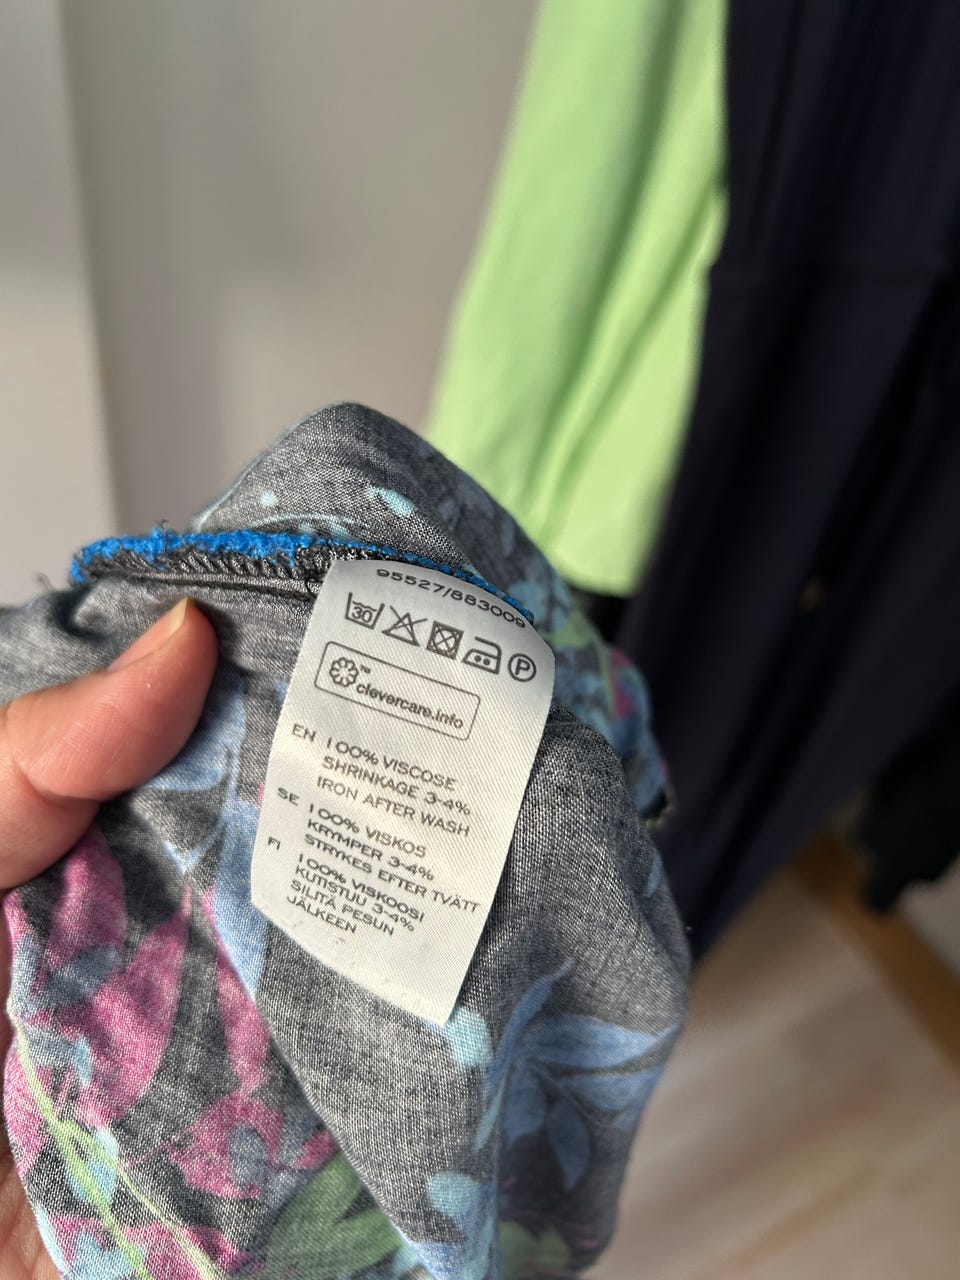 95527/883009
30 P
™ clevercare.info
EN 100% VISCOSE
SHRINKAGE 3-4%
IRON AFTER WASH
SE 100% VISKOS
KRYMPER 3-4%
STRYKES EFTER TVÄTT
FI 100% VISKOOSI
KUTISTUU 3-4%
SILITÄ PESUN
JÄLKEEN